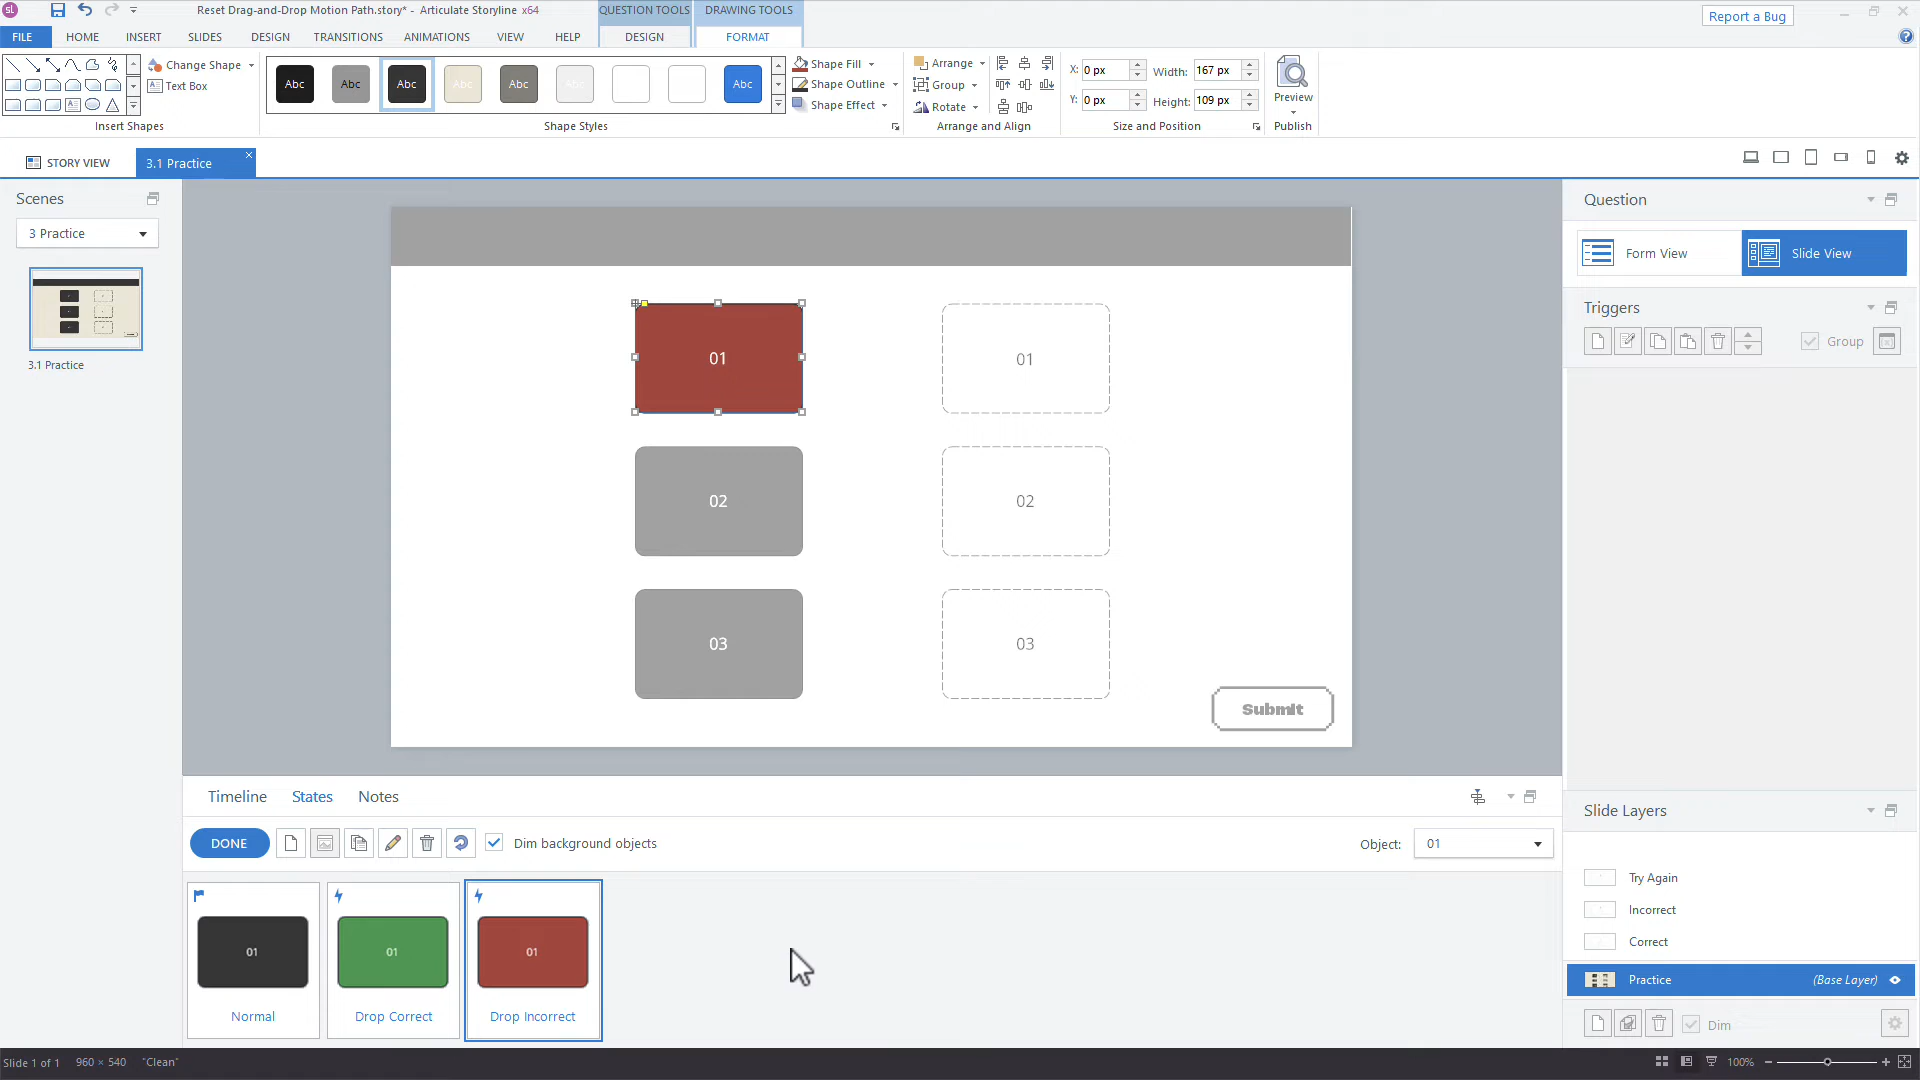 Reset Drag-and-Drop Motion Path.story* - Articulate Storyline x64
QUESTION TOOLS
DRAWING TOOLS
Report a Bug
FILE
HOME
INSERT
SLIDES
DESIGN
TRANSITIONS
ANIMATIONS
VIEW
HELP
DESIGN
FORMAT
Change Shape
Text Box
Insert Shapes
Abc
Abc
Abc
Abc
Abc
Abc
Abc
Shape Styles
Shape Fill
Shape Outline
Shape Effect
Arrange
Group
Rotate
Arrange and Align
X: 0 px
Width: 167 px
Y: 0 px
Height: 109 px
Size and Position
Preview
Publish
STORY VIEW
3.1 Practice
Scenes
3 Practice
3.1 Practice
01
01
02
02
03
03
Submit
Question
Form View
Slide View
Triggers
Group
Timeline
States
Notes
DONE
Dim background objects
Object: 01
01
01
01
Normal
Drop Correct
Drop Incorrect
Slide Layers
Try Again
Incorrect
Correct
Practice
(Base Layer)
Dim
Slide 1 of 1
960 × 540
"Clean"
100%